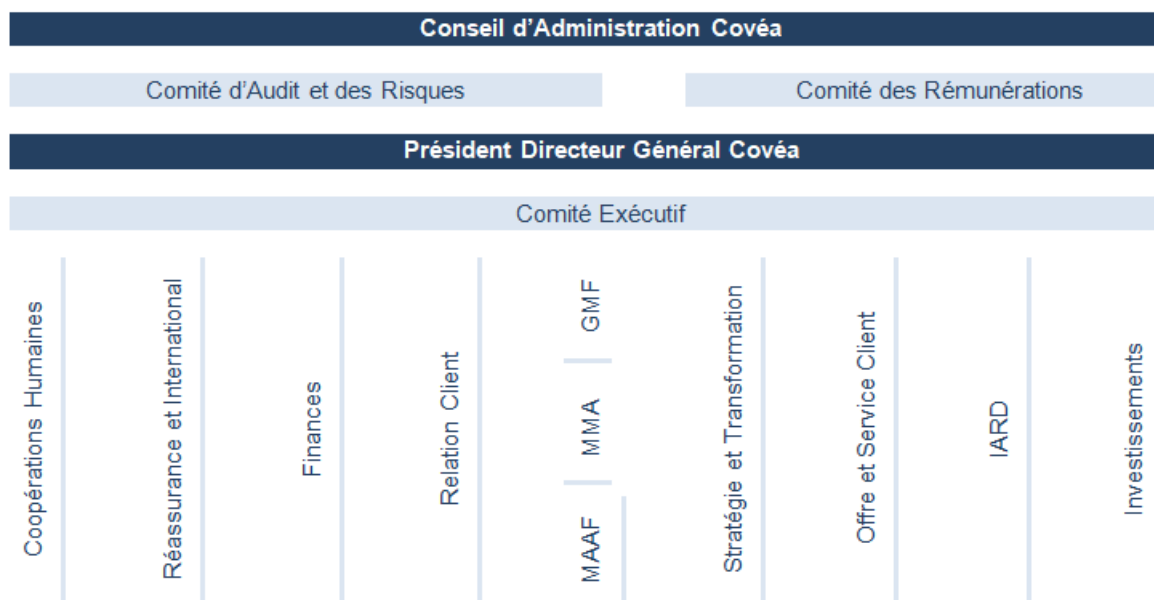 Conseil d'Administration Covéa
Comité d'Audit et des Risques
Comité des Rémunérations
Président Directeur Général Covéa
Comité Exécutif
Coopérations Humaines
Réassurance et International
Finances
Relation Client
GMF
MMA
MAAF
Stratégie et Transformation
Offre et Service Client
IARD
Investissements